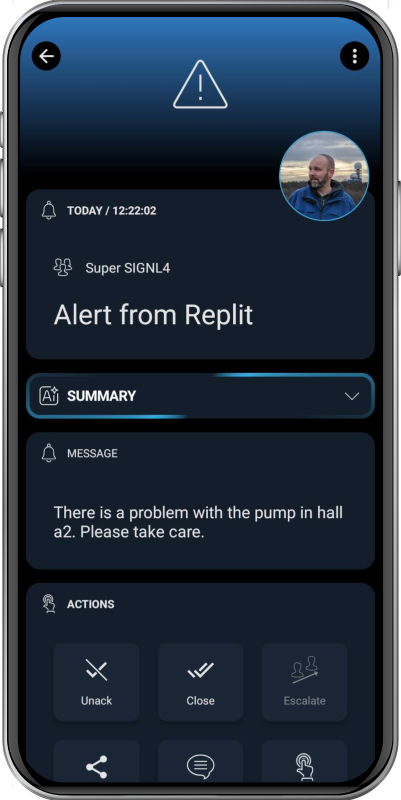 TODAY / 12:22:02
Super SIGNL4
Alert from Replit
Ai SUMMARY
MESSAGE
There is a problem with the pump in hall
a2. Please take care.
ACTIONS
Unack Close Escalate